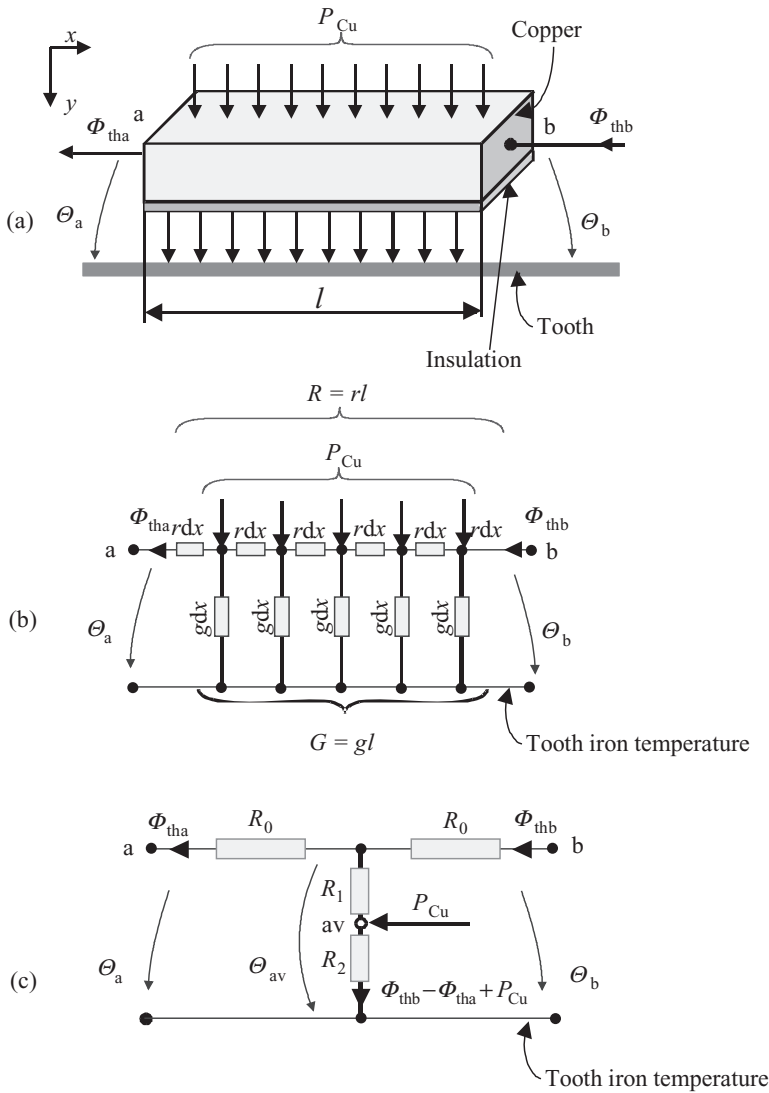 P_Cu
Copper
x
y
a
b
Φ_tha
Φ_thb
Θ_a
Θ_b
(a)
l
Tooth
Insulation
R = rl
P_Cu
Φ_tha rdx rdx rdx rdx rdx Φ_thb
a
b
gdx gdx gdx gdx gdx
(b)
Θ_a
Θ_b
G = gl
Tooth iron temperature
Φ_tha
R_0
R_0
Φ_thb
a
b
R_1
P_Cu
av
(c)
Θ_a
Θ_av
R_2
Θ_b
Φ_thb − Φ_tha + P_Cu
Tooth iron temperature